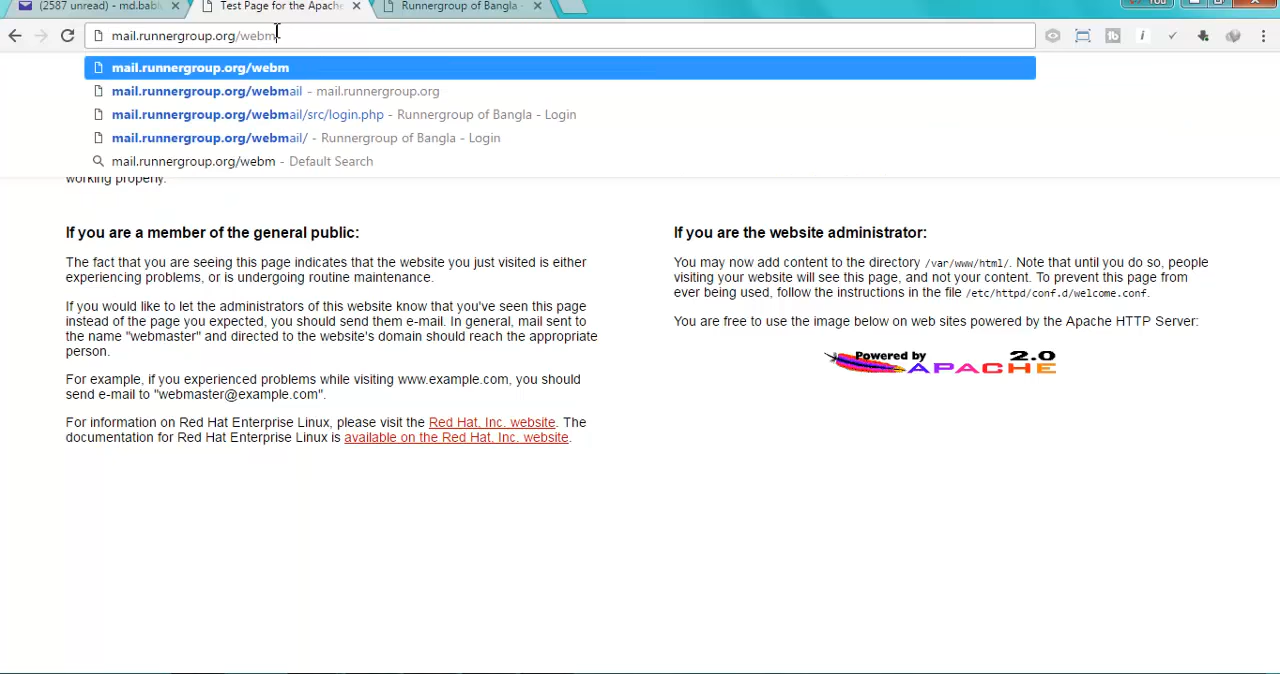 (2587 unread) - md.babl
Test Page for the Apache
Runnergroup of Bangla -
You
mail.runnergroup.org/webm
mail.runnergroup.org/webm
mail.runnergroup.org/webmail - mail.runnergroup.org
mail.runnergroup.org/webmail/src/login.php - Runnergroup of Bangla - Login
mail.runnergroup.org/webmail/ - Runnergroup of Bangla - Login
mail.runnergroup.org/webm - Default Search
working properly.
If you are a member of the general public:
The fact that you are seeing this page indicates that the website you just visited is either
experiencing problems, or is undergoing routine maintenance.
If you would like to let the administrators of this website know that you've seen this page
instead of the page you expected, you should send them e-mail. In general, mail sent to
the name "webmaster" and directed to the website's domain should reach the appropriate
person.
For example, if you experienced problems while visiting www.example.com, you should
send e-mail to "webmaster@example.com".
For information on Red Hat Enterprise Linux, please visit the Red Hat, Inc. website. The
documentation for Red Hat Enterprise Linux is available on the Red Hat, Inc. website.
If you are the website administrator:
You may now add content to the directory /var/www/html/. Note that until you do so, people
visiting your website will see this page, and not your content. To prevent this page from
ever being used, follow the instructions in the file /etc/httpd/conf.d/welcome.conf.
You are free to use the image below on web sites powered by the Apache HTTP Server:
Powered by 2.0
APACHE